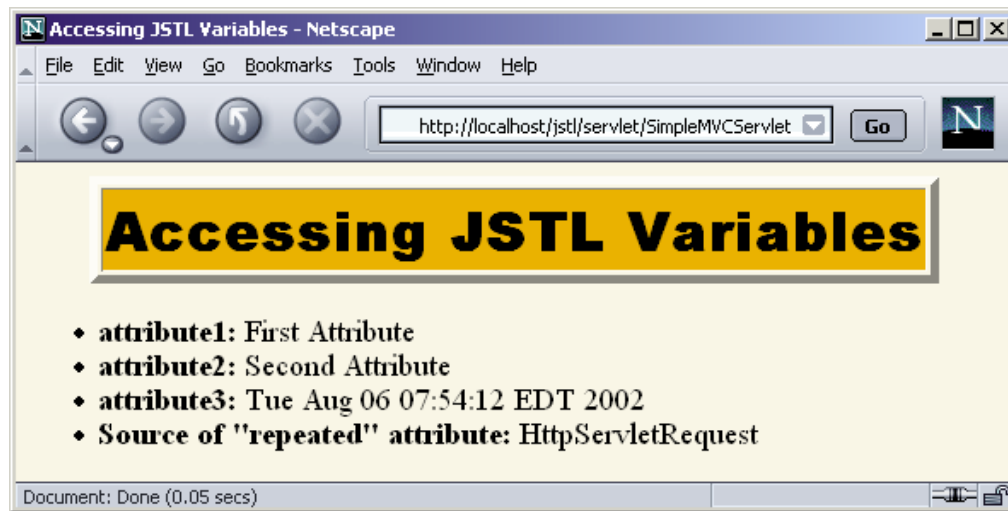 Accessing JSTL Variables - Netscape
File Edit View Go Bookmarks Tools Window Help
http://localhost/jstl/servlet/SimpleMVCServlet Go N
Accessing JSTL Variables
• attribute1: First Attribute
• attribute2: Second Attribute
• attribute3: Tue Aug 06 07:54:12 EDT 2002
• Source of "repeated" attribute: HttpServletRequest
Document: Done (0.05 secs)